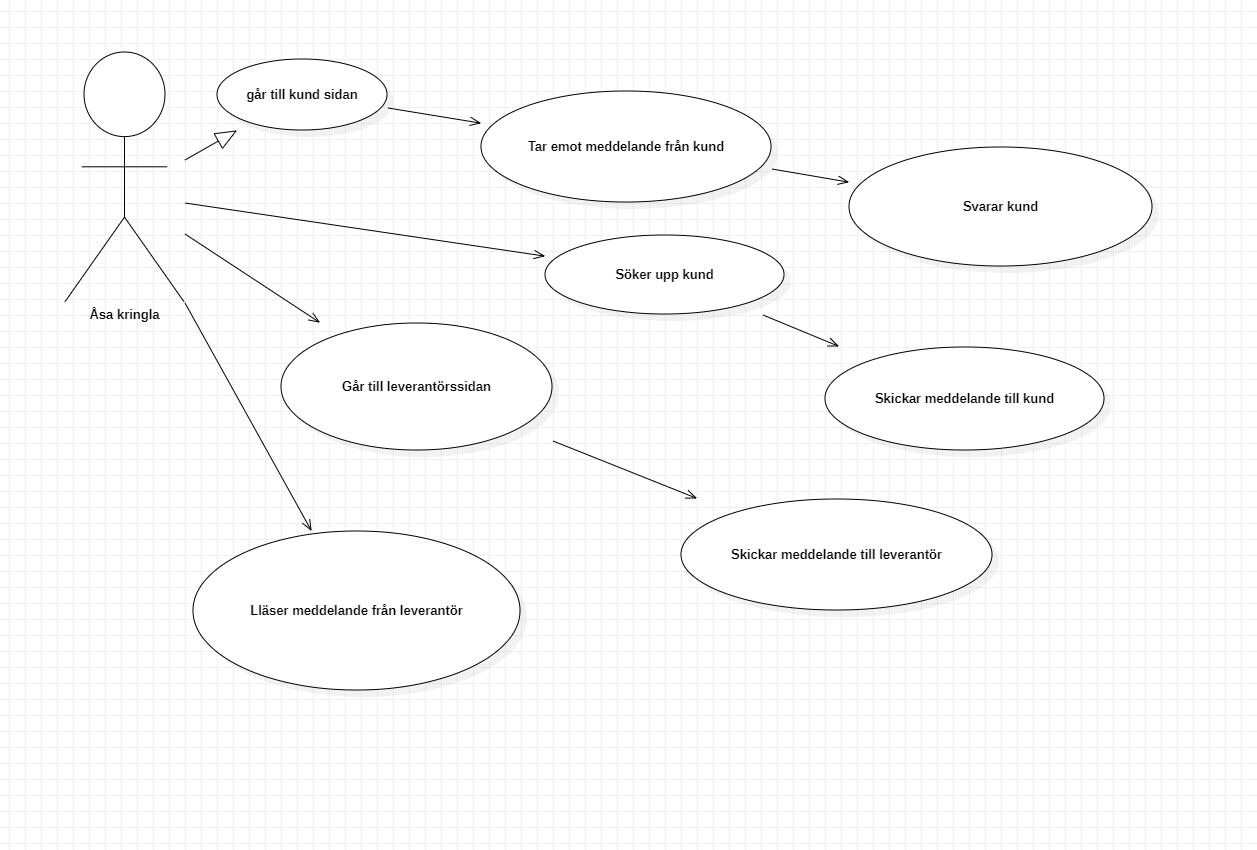 går till kund sidan
Tar emot meddelande från kund
Svarar kund
Söker upp kund
Åsa kringla
Går till leverantörssidan
Skickar meddelande till kund
Skickar meddelande till leverantör
Lläser meddelande från leverantör